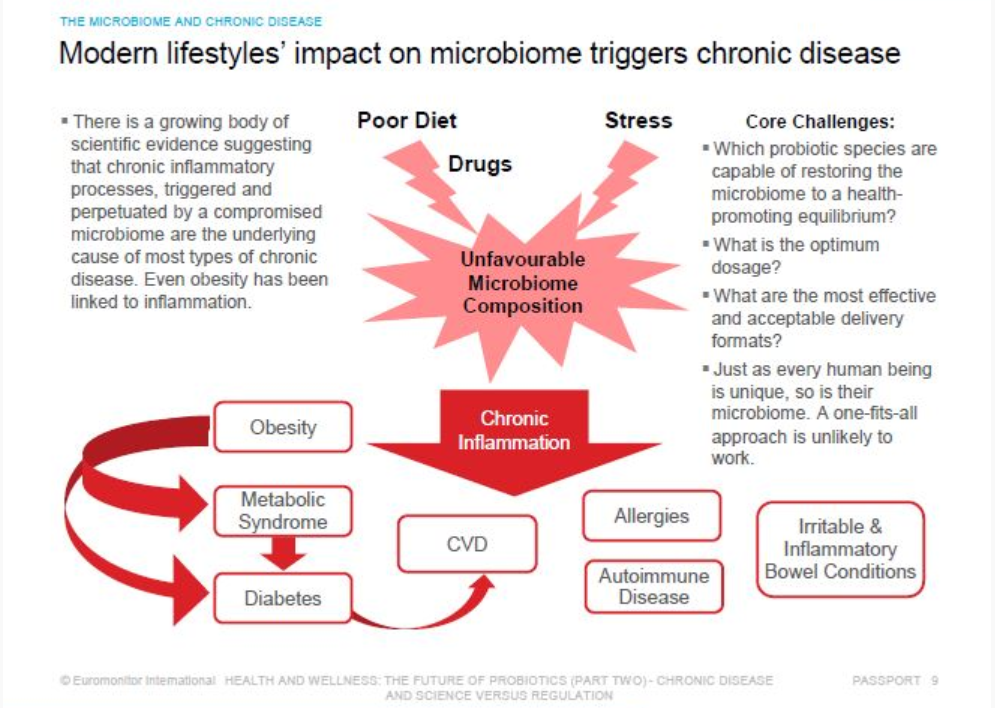 THE MICROBIOME AND CHRONIC DISEASE
Modern lifestyles' impact on microbiome triggers chronic disease
▪ There is a growing body of
scientific evidence suggesting
that chronic inflammatory
processes, triggered and
perpetuated by a compromised
microbiome are the underlying
cause of most types of chronic
disease. Even obesity has been
linked to inflammation.
Poor Diet
Drugs
Stress
Unfavourable
Microbiome
Composition
Core Challenges:
▪ Which probiotic species are
capable of restoring the
microbiome to a health-
promoting equilibrium?
▪ What is the optimum
dosage?
▪ What are the most effective
and acceptable delivery
formats?
▪ Just as every human being
is unique, so is their
microbiome. A one-fits-all
approach is unlikely to
work.
Chronic
Inflammation
Obesity
Metabolic
Syndrome
Diabetes
CVD
Allergies
Autoimmune
Disease
Irritable &
Inflammatory
Bowel Conditions
© Euromonitor International
HEALTH AND WELLNESS: THE FUTURE OF PROBIOTICS (PART TWO) - CHRONIC DISEASE
AND SCIENCE VERSUS REGULATION
PASSPORT 9